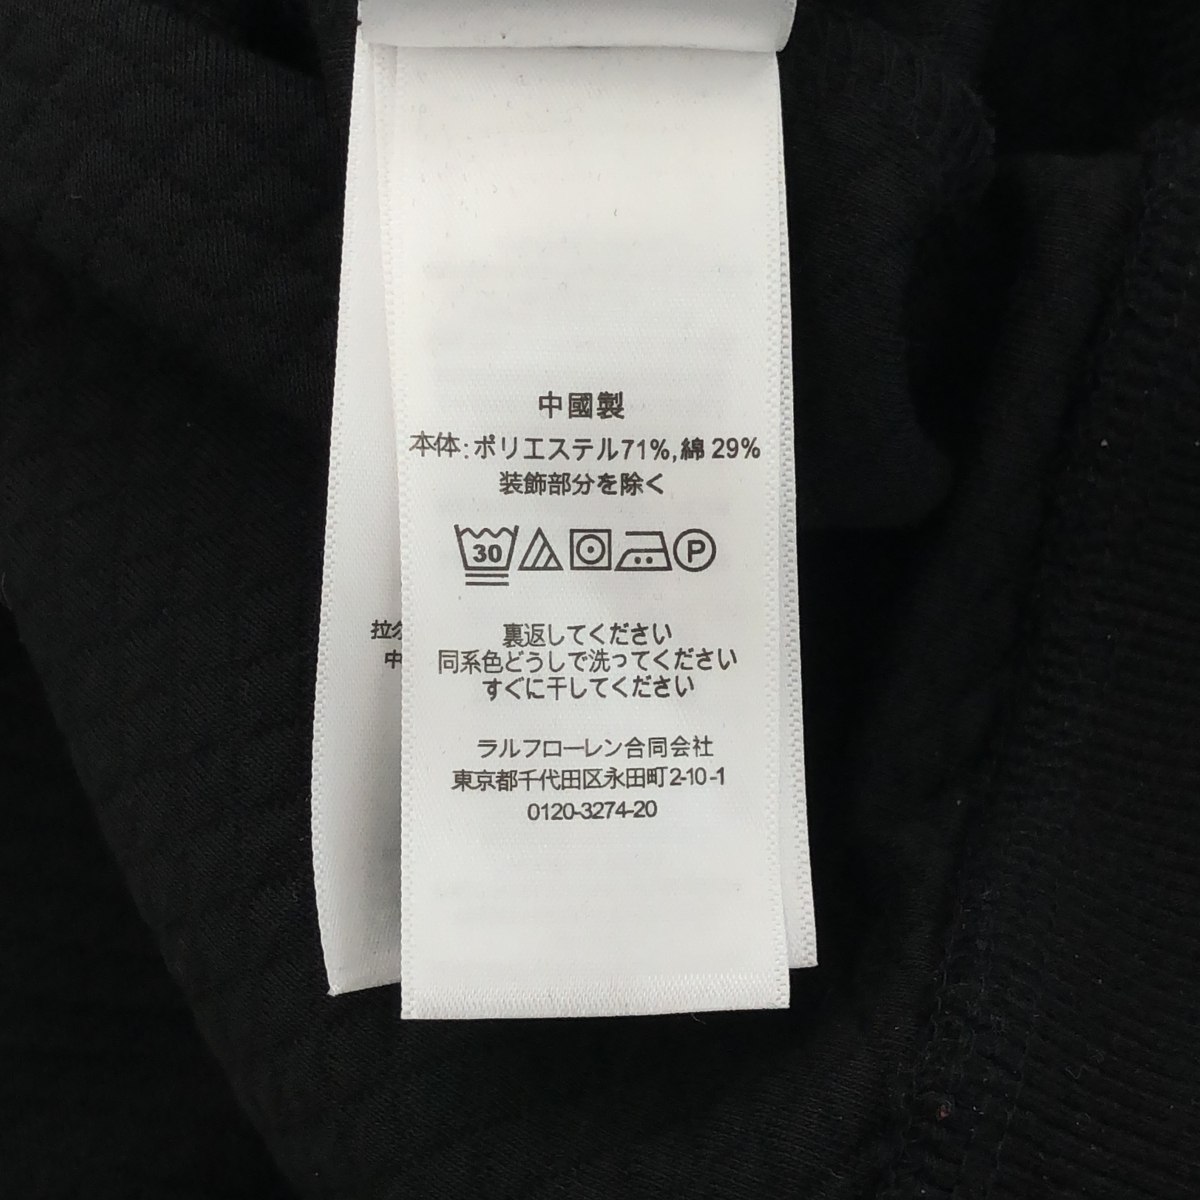 中國製
本体:ポリエステル71%,綿 29%
装飾部分を除く
30 P
裏返してください
同系色どうしで洗ってください
すぐに干してください
ラルフローレン合同会社
東京都千代田区永田町2-10-1
0120-3274-20
拉
中